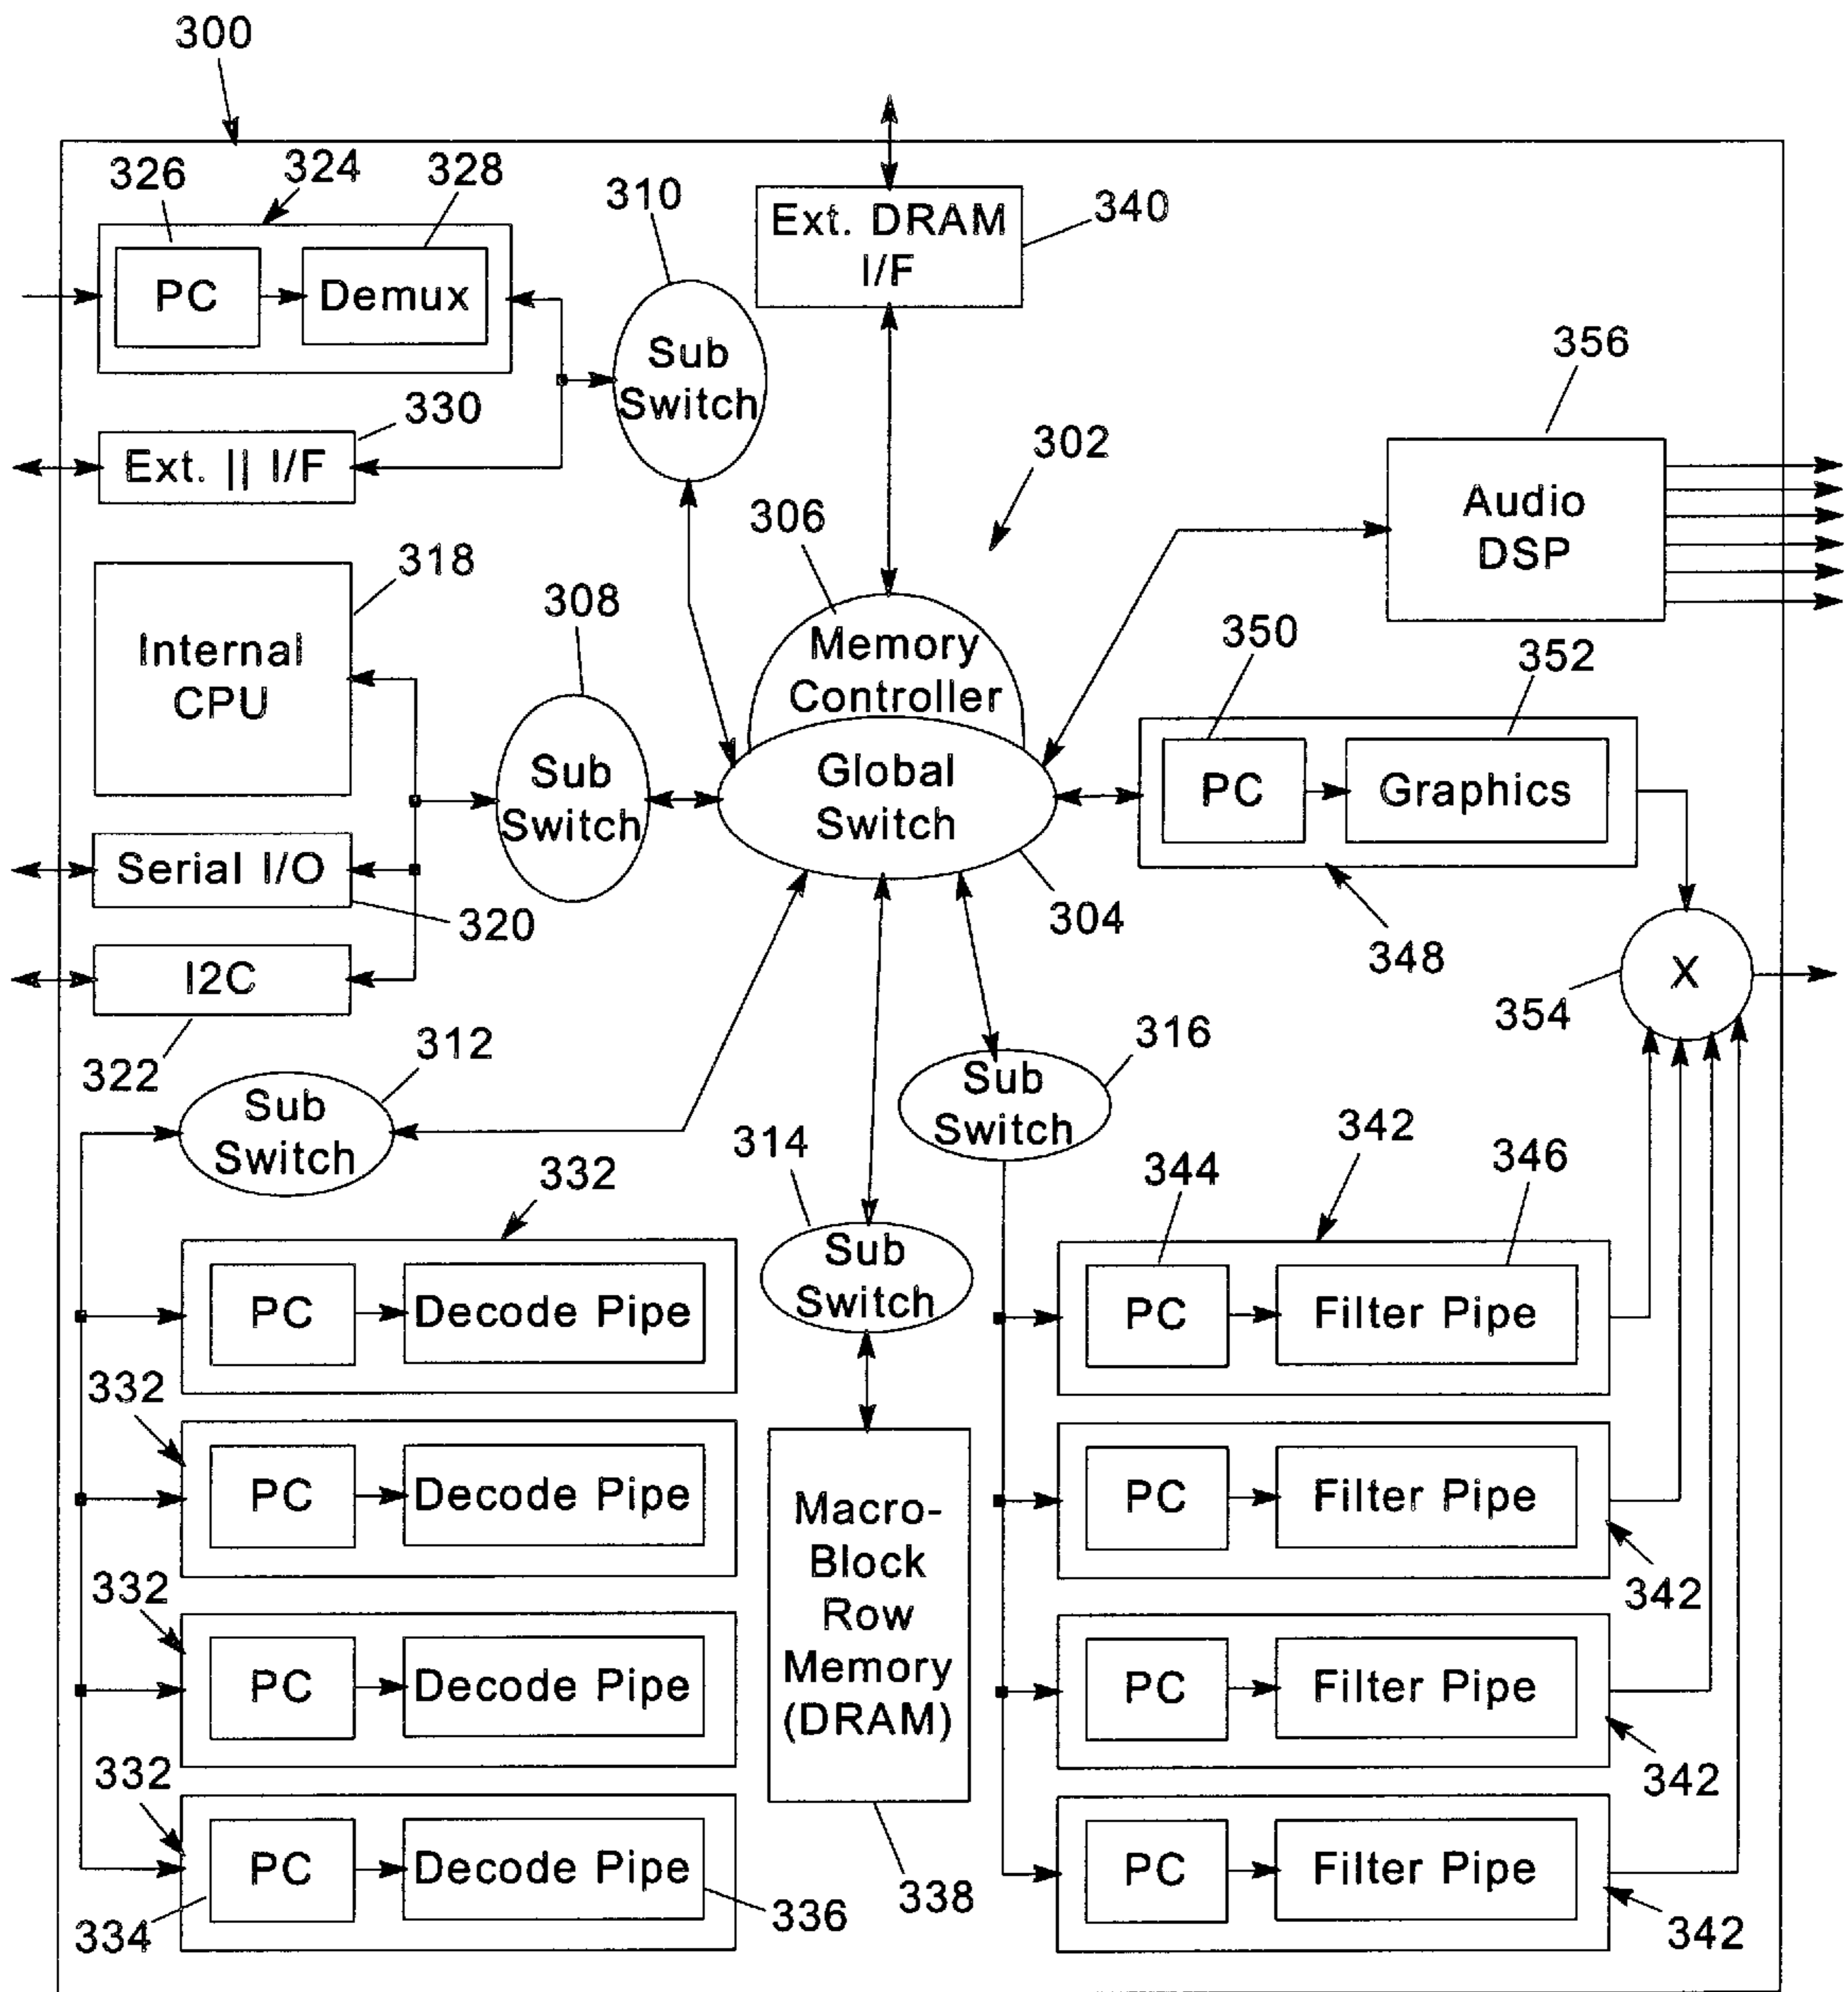 300
326
324
328
310
Ext. DRAM
I/F
340
PC
Demux
Sub
Switch
356
330
Ext. || I/F
302
Audio
DSP
306
318
308
Internal
CPU
Memory
Controller
350
352
Sub
Switch
Global
Switch
PC
Graphics
Serial I/O
320
304
348
I2C
X
354
322
312
316
Sub
Switch
Sub
Switch
314
332
342
344
346
Sub
Switch
PC
Decode Pipe
PC
Filter Pipe
332
PC
Decode Pipe
PC
Filter Pipe
342
Macro-
Block
Row
Memory
(DRAM)
332
PC
Decode Pipe
PC
Filter Pipe
342
332
PC
Decode Pipe
PC
Filter Pipe
334
336
338
342